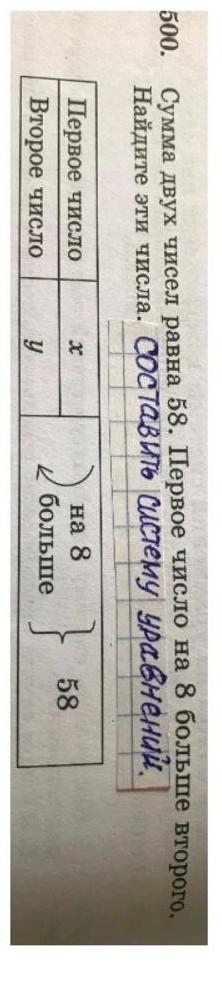 500. Сумма двух чисел равна 58. Первое число на 8 больше второго.
Найдите эти числа. Составить систему уравнений.
Первое число x на 8
Второе число y больше 58